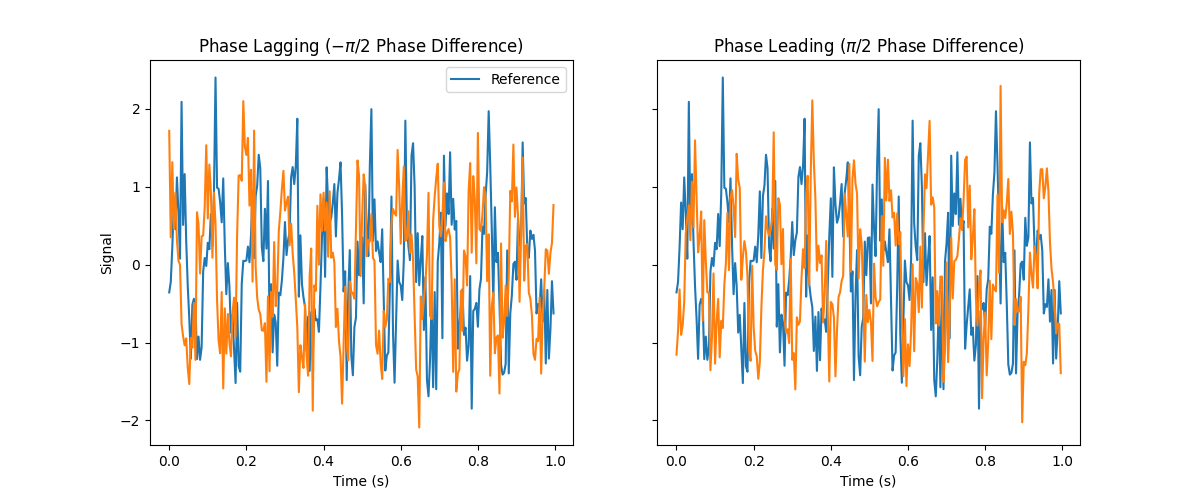 Phase Lagging (−π/2 Phase Difference)
Phase Leading (π/2 Phase Difference)
Reference
Signal
2
1
0
−1
−2
0.0 0.2 0.4 0.6 0.8 1.0
0.0 0.2 0.4 0.6 0.8 1.0
Time (s)
Time (s)